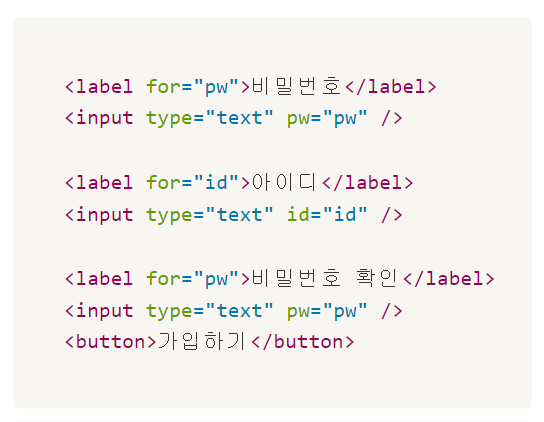 <label for="pw">비밀번호</label>
<input type="text" pw="pw" />
<label for="id">아이디</label>
<input type="text" id="id" />
<label for="pw">비밀번호 확인</label>
<input type="text" pw="pw" />
<button>가입하기</button>